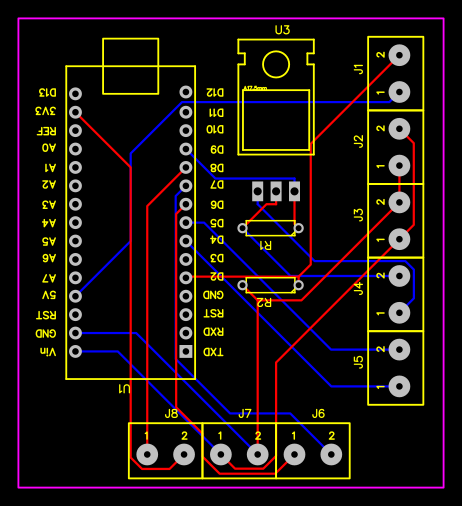 U3
J1
2
1
A17.5mm
D13
D12
3V3
D11
REF
D10
A0
D9
A1
D8
A2
D7
A3
D6
A4
D5
A5
D4
A6
D3
A7
D2
5V
GND
RST
RST
GND
RXD
Vin
TXD
U1
J2
2
1
J3
2
1
R1
J4
2
1
R2
J5
2
1
J8
J7
J6
1 2 1 2 1 2